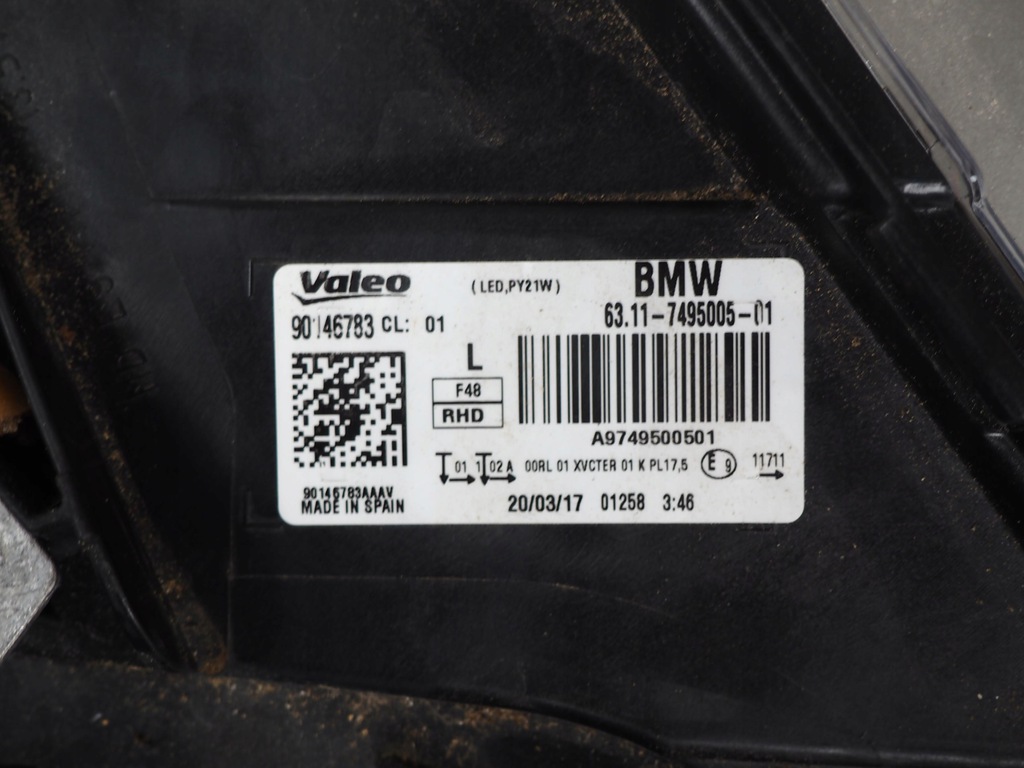 Valeo
(LED,PY21W)
BMW
90146783 CL: 01
63.11-7495005-01
L
F48
RHD
A9749500501
01 1 02 A 00RL 01 XVCTER 01 K PL17,5 E 9 11711
90146783AAAV
MADE IN SPAIN
20/03/17 01258 3:46